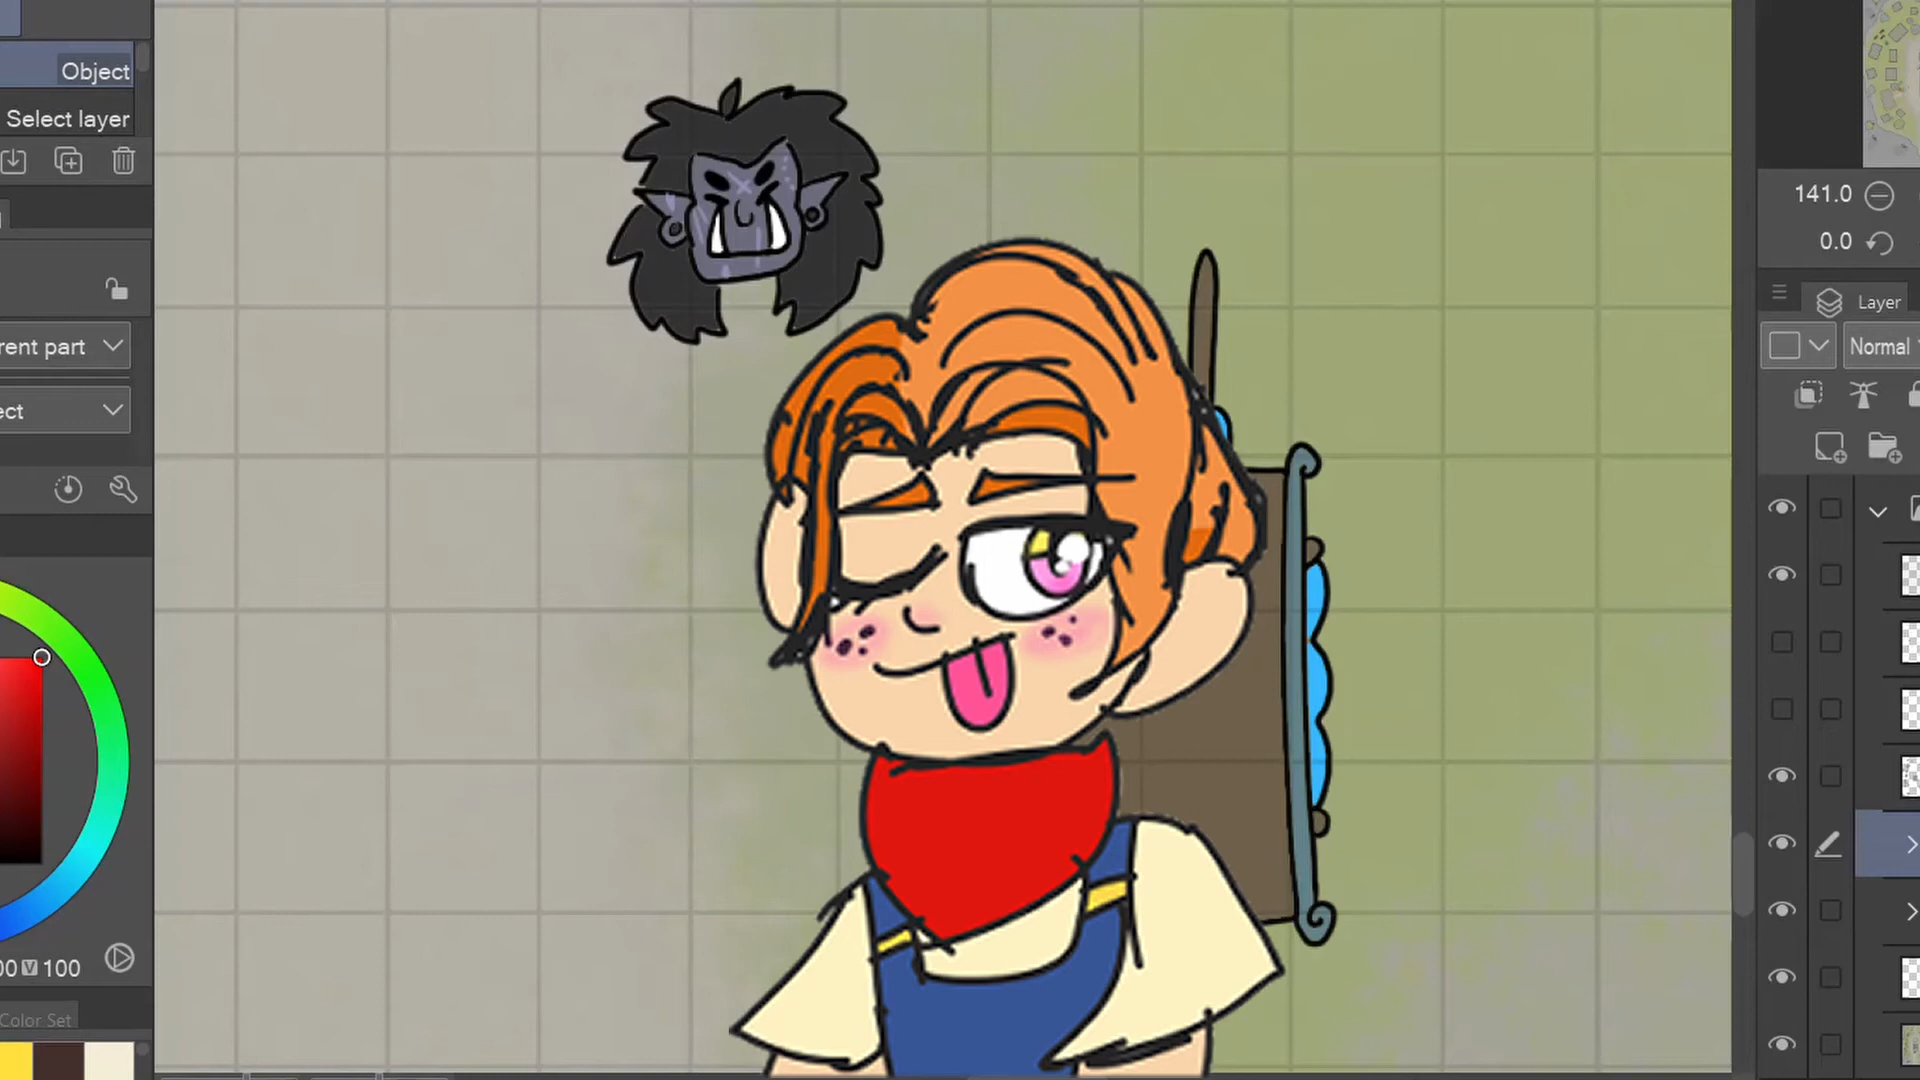 Object
Select layer
rent part
ect
00 V 100
Color Set
141.0
0.0
Layer
Normal